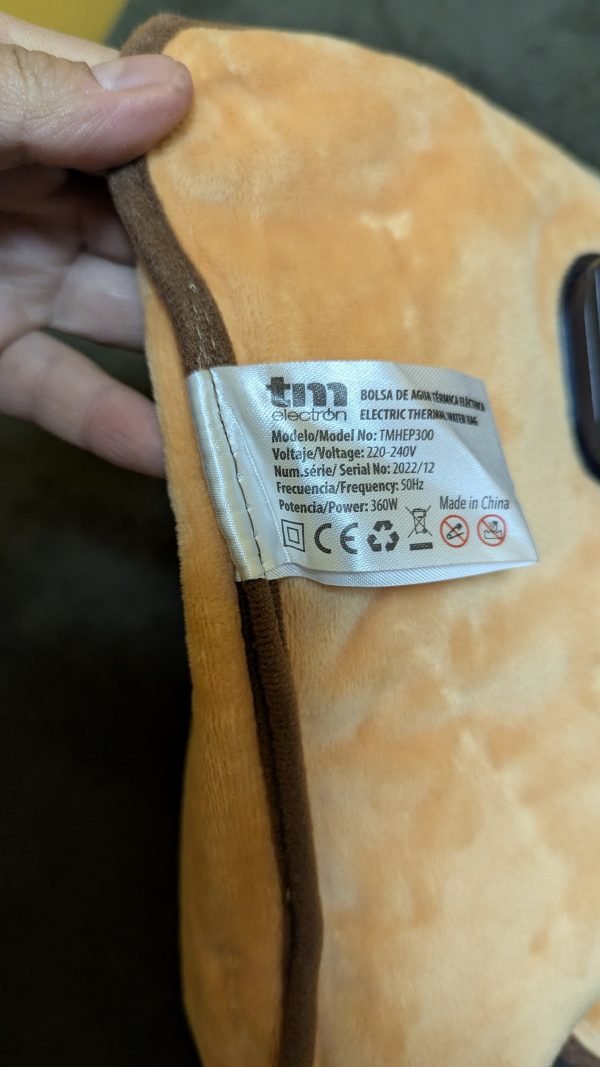 tm
electrón
BOLSA DE AGUA TÉRMICA ELÉCTRICA
ELECTRIC THERMAL WATER BAG
Modelo/Model No: TMHEP300
Voltaje/Voltage: 220-240V
Num.série/ Serial No: 2022/12
Frecuencia/Frequency: 50Hz
Potencia/Power: 360W
Made in China
CE